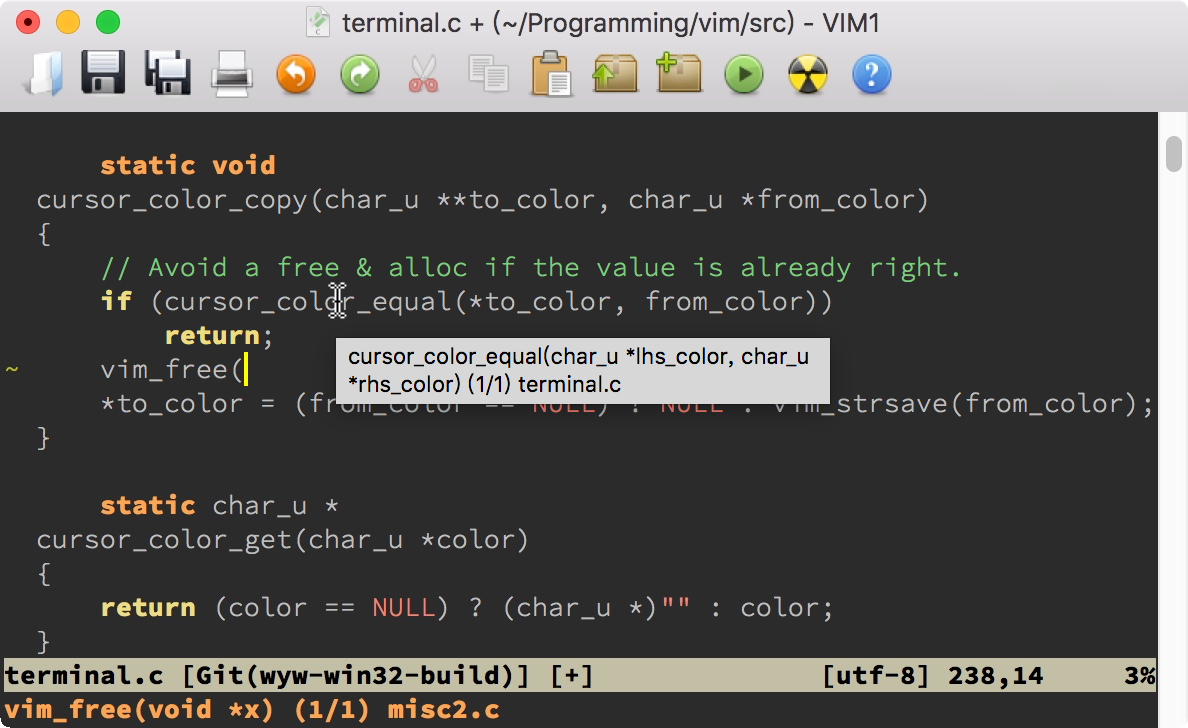 terminal.c + (~/Programming/vim/src) - VIM1
static void
cursor_color_copy(char_u **to_color, char_u *from_color)
{
// Avoid a free & alloc if the value is already right.
if (cursor_color_equal(*to_color, from_color))
return;
~ vim_free(
cursor_color_equal(char_u *lhs_color, char_u
*rhs_color) (1/1) terminal.c
*to_color = (from_color == NULL) ? NULL : vim_strsave(from_color);
}
static char_u *
cursor_color_get(char_u *color)
{
return (color == NULL) ? (char_u *)"" : color;
}
terminal.c [Git(wyw-win32-build)] [+] [utf-8] 238,14 3%
vim_free(void *x) (1/1) misc2.c